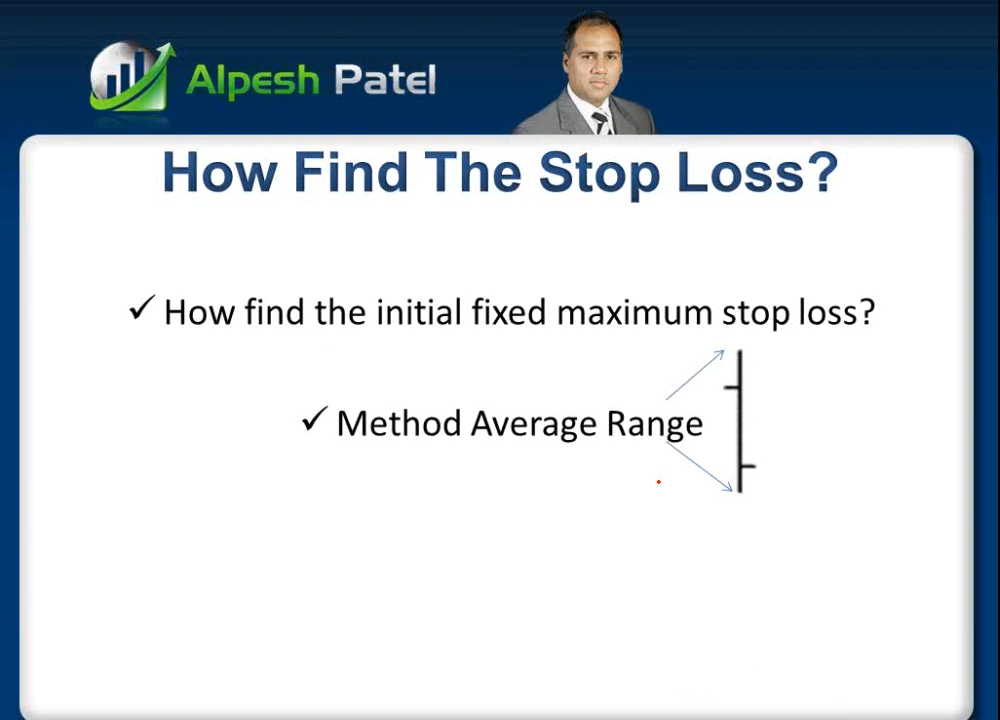 Alpesh Patel
How Find The Stop Loss?
✓ How find the initial fixed maximum stop loss?
✓ Method Average Range